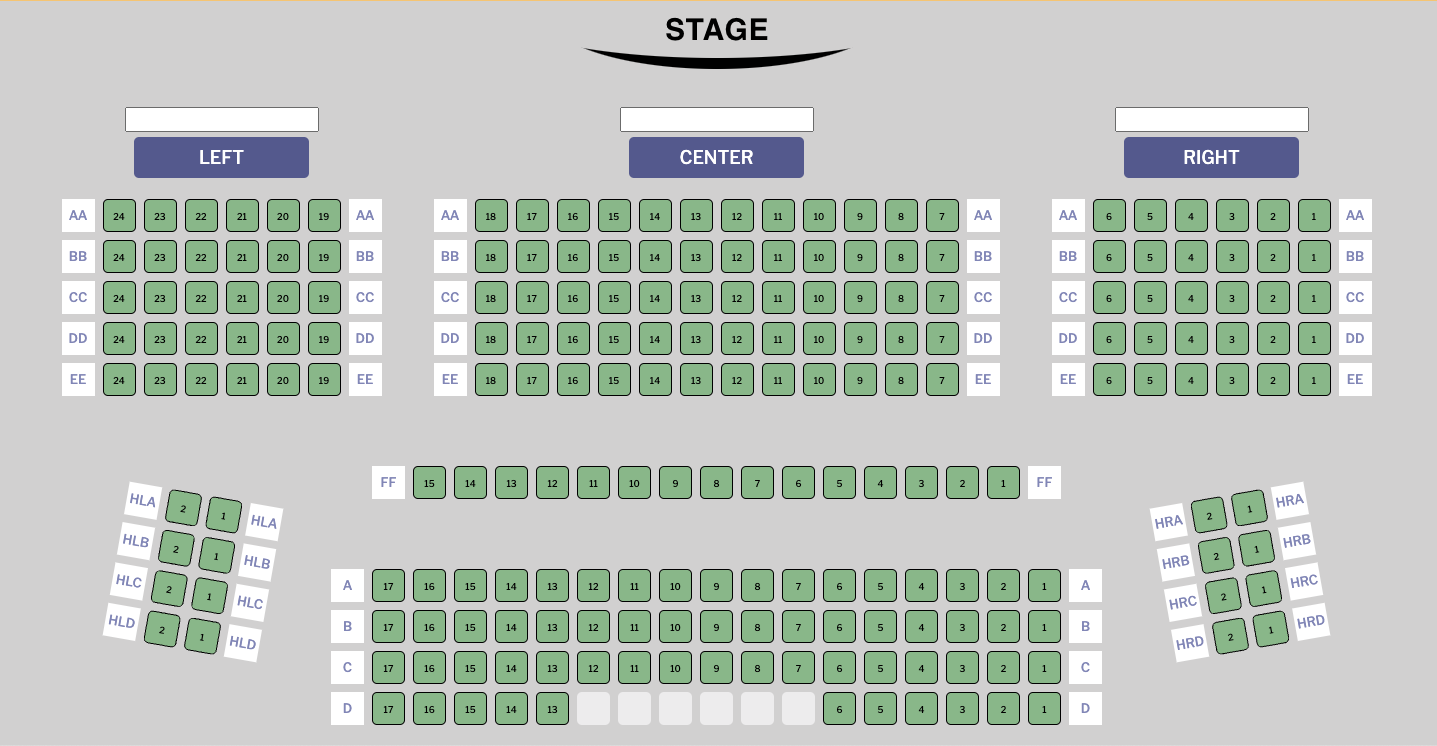 STAGE
LEFT CENTER RIGHT
AA 24 23 22 21 20 19 AA AA 18 17 16 15 14 13 12 11 10 9 8 7 AA AA 6 5 4 3 2 1 AA
BB 24 23 22 21 20 19 BB BB 18 17 16 15 14 13 12 11 10 9 8 7 BB BB 6 5 4 3 2 1 BB
CC 24 23 22 21 20 19 CC CC 18 17 16 15 14 13 12 11 10 9 8 7 CC CC 6 5 4 3 2 1 CC
DD 24 23 22 21 20 19 DD DD 18 17 16 15 14 13 12 11 10 9 8 7 DD DD 6 5 4 3 2 1 DD
EE 24 23 22 21 20 19 EE EE 18 17 16 15 14 13 12 11 10 9 8 7 EE EE 6 5 4 3 2 1 EE
FF 15 14 13 12 11 10 9 8 7 6 5 4 3 2 1 FF
HLA 2 1 HLA
HLB 2 1 HLB
HLC 2 1 HLC
HLD 2 1 HLD
HRA 2 1 HRA
HRB 2 1 HRB
HRC 2 1 HRC
HRD 2 1 HRD
A 17 16 15 14 13 12 11 10 9 8 7 6 5 4 3 2 1 A
B 17 16 15 14 13 12 11 10 9 8 7 6 5 4 3 2 1 B
C 17 16 15 14 13 12 11 10 9 8 7 6 5 4 3 2 1 C
D 17 16 15 14 13 6 5 4 3 2 1 D